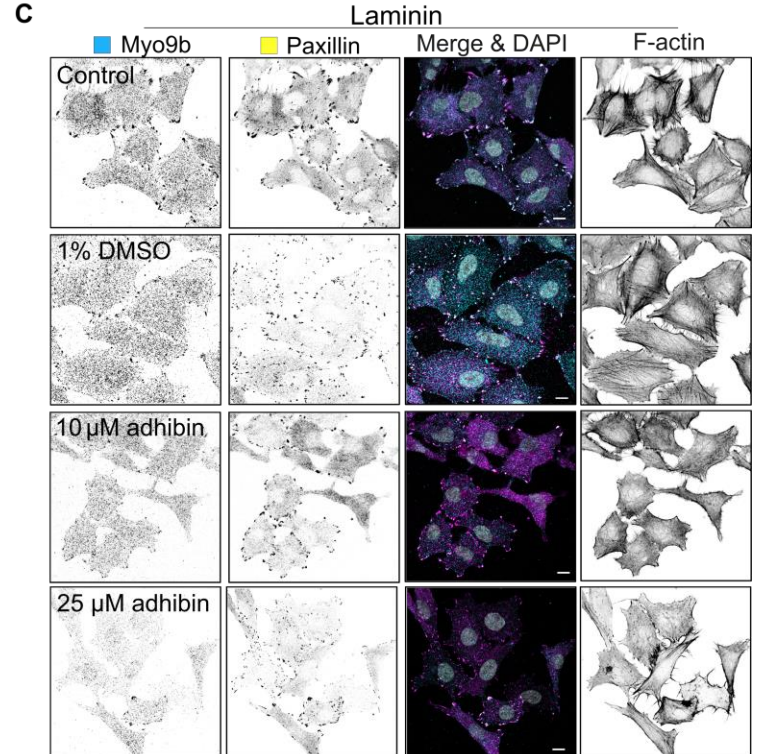 C
Laminin
Myo9b Paxillin Merge & DAPI F-actin
Control
1% DMSO
10 µM adhibin
25 µM adhibin